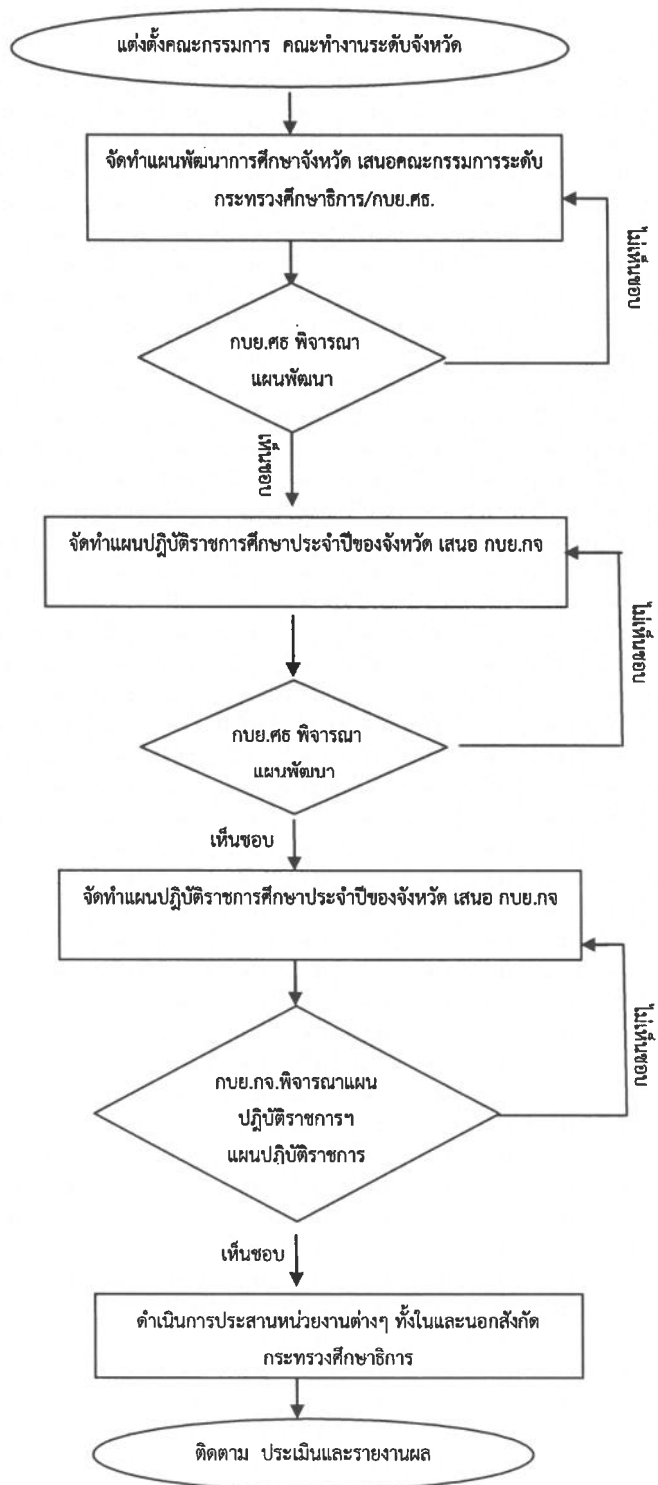 แต่งตั้งคณะกรรมการ คณะทำงานระดับจังหวัด
จัดทำแผนพัฒนาการศึกษาจังหวัด เสนอคณะกรรมการระดับ
กระทรวงศึกษาธิการ/กบย.ศธ.
ไม่เห็นชอบ
กบย.ศธ พิจารณา
แผนพัฒนา
เห็นชอบ
จัดทำแผนปฎิบัติราชการศึกษาประจำปีของจังหวัด เสนอ กบย.กจ
ไม่เห็นชอบ
กบย.ศธ พิจารณา
แผนพัฒนา
เห็นชอบ
จัดทำแผนปฎิบัติราชการศึกษาประจำปีของจังหวัด เสนอ กบย.กจ
ไม่เห็นชอบ
กบย.กจ.พิจารณาแผน
ปฎิบัติราชการฯ
แผนปฎิบัติราชการ
เห็นชอบ
ดำเนินการประสานหน่วยงานต่างๆ ทั้งในและนอกสังกัด
กระทรวงศึกษาธิการ
ติดตาม ประเมินและรายงานผล